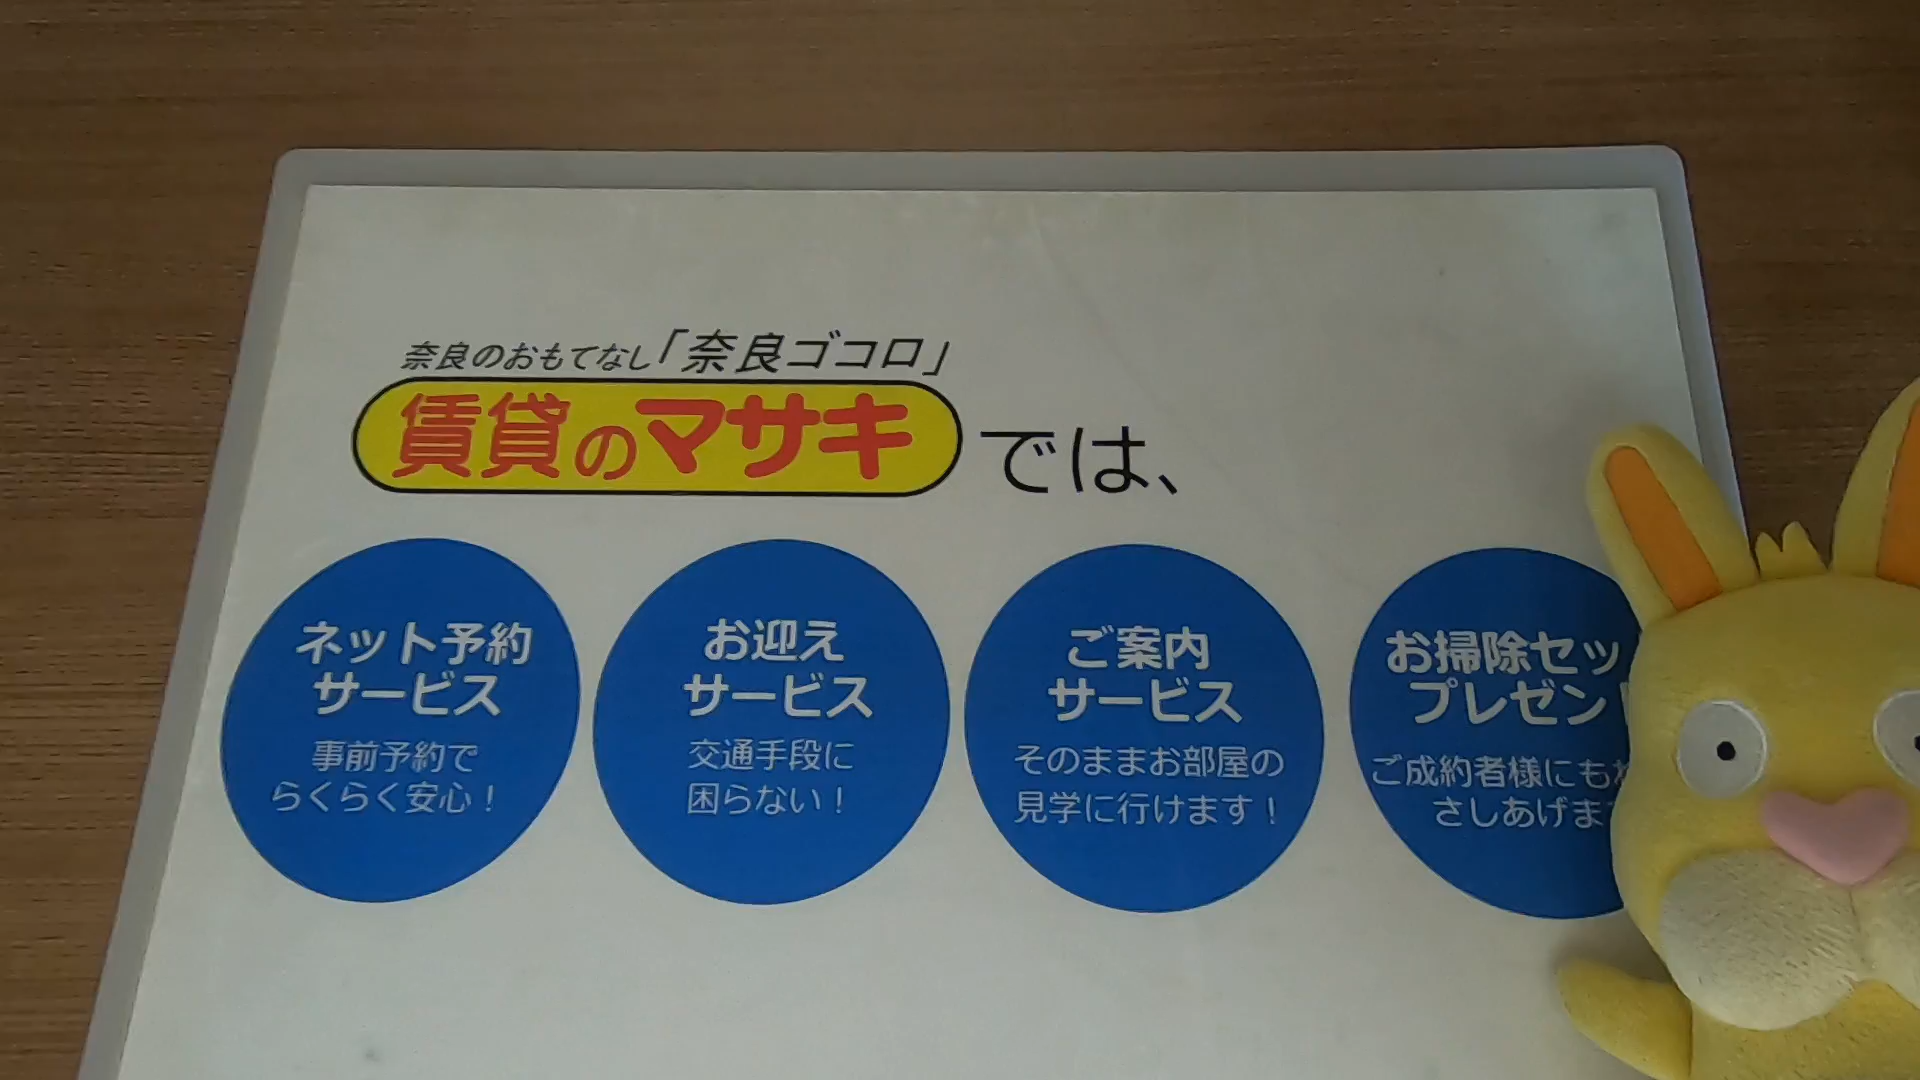 奈良のおもてなし「奈良ゴコロ」
賃貸のマサキでは、
ネット予約
サービス
事前予約で
らくらく安心！
お迎え
サービス
交通手段に
困らない！
ご案内
サービス
そのままお部屋の
見学に行けます！
お掃除セッ
プレゼン
ご成約者様にも
さしあげま